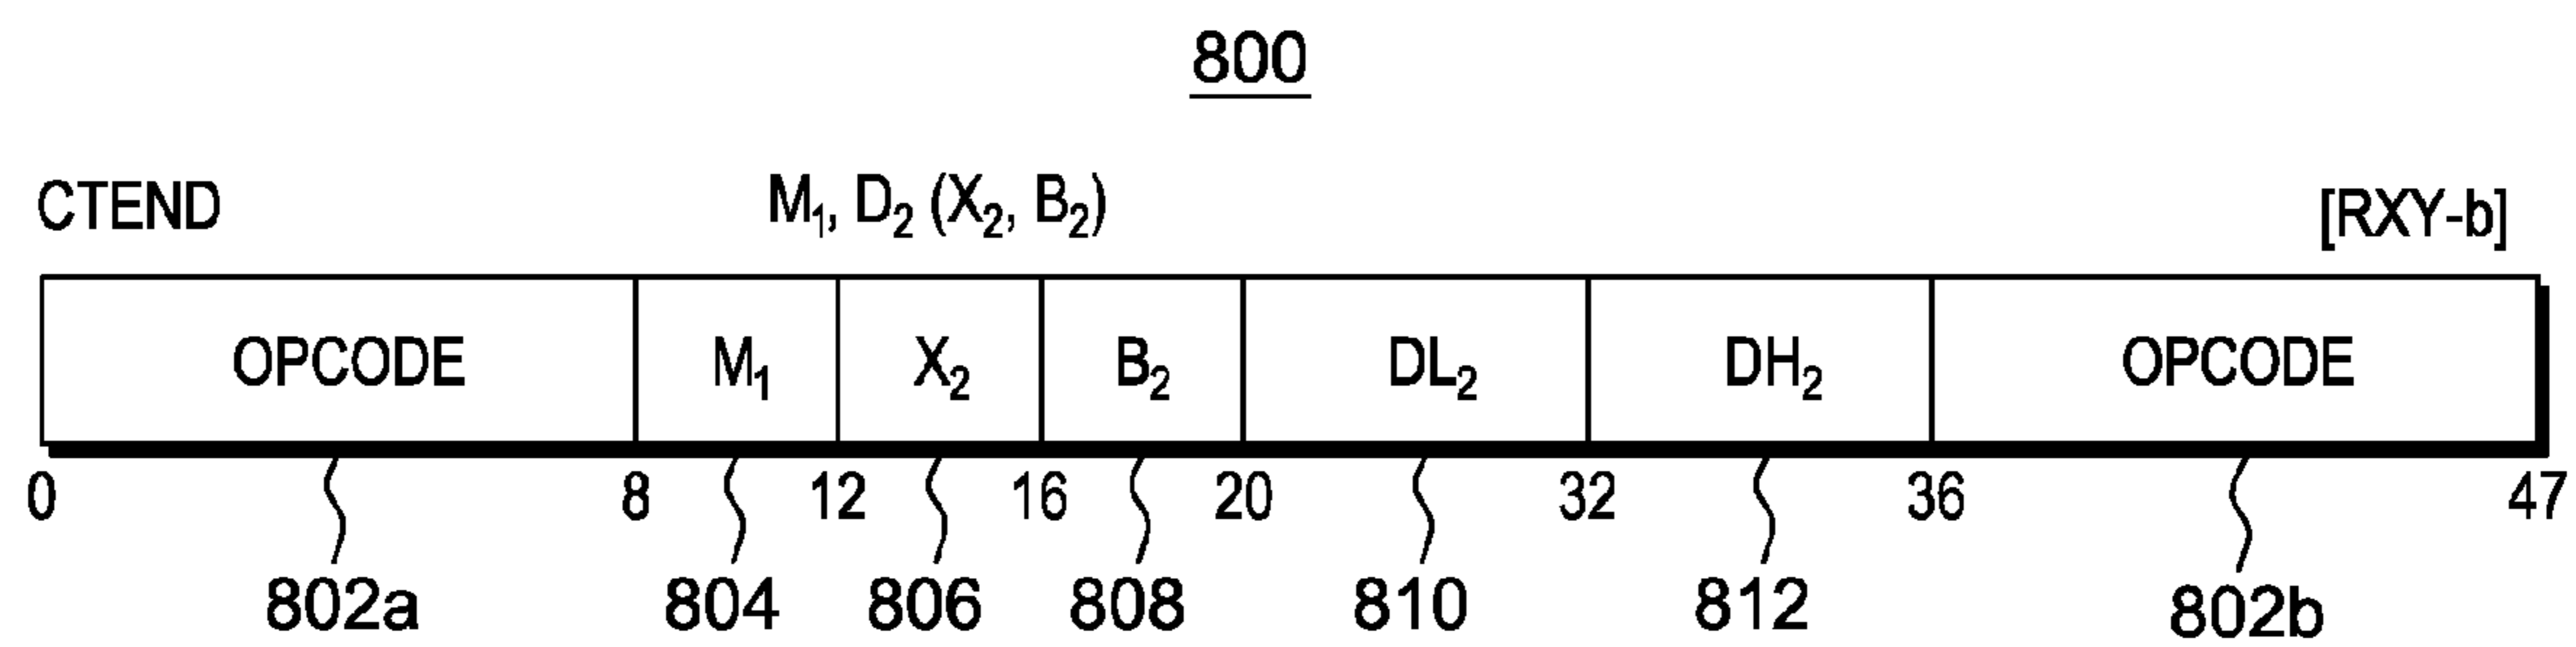 800
CTEND M₁, D₂ (X₂, B₂) [RXY-b]
OPCODE M₁ X₂ B₂ DL₂ DH₂ OPCODE
0 8 12 16 20 32 36 47
802a 804 806 808 810 812 802b